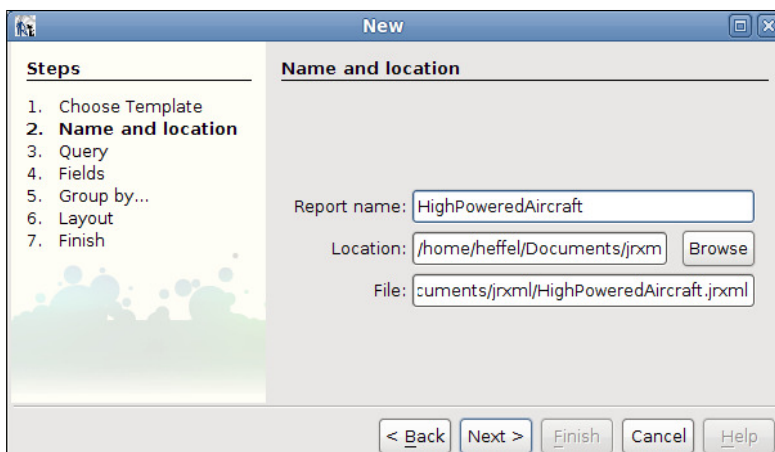 New
Steps
1. Choose Template
2. Name and location
3. Query
4. Fields
5. Group by...
6. Layout
7. Finish
Name and location
Report name: HighPoweredAircraft
Location: /home/heffel/Documents/jrxm Browse
File: cuments/jrxml/HighPoweredAircraft.jrxml
< Back Next > Finish Cancel Help